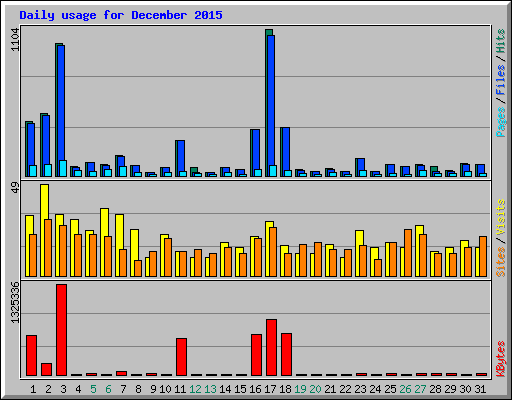 Daily usage for December 2015
1104
Pages / Files / Hits
49
Sites / Visits
1325336
KBytes
1 2 3 4 5 6 7 8 9 10 11 12 13 14 15 16 17 18 19 20 21 22 23 24 25 26 27 28 29 30 31